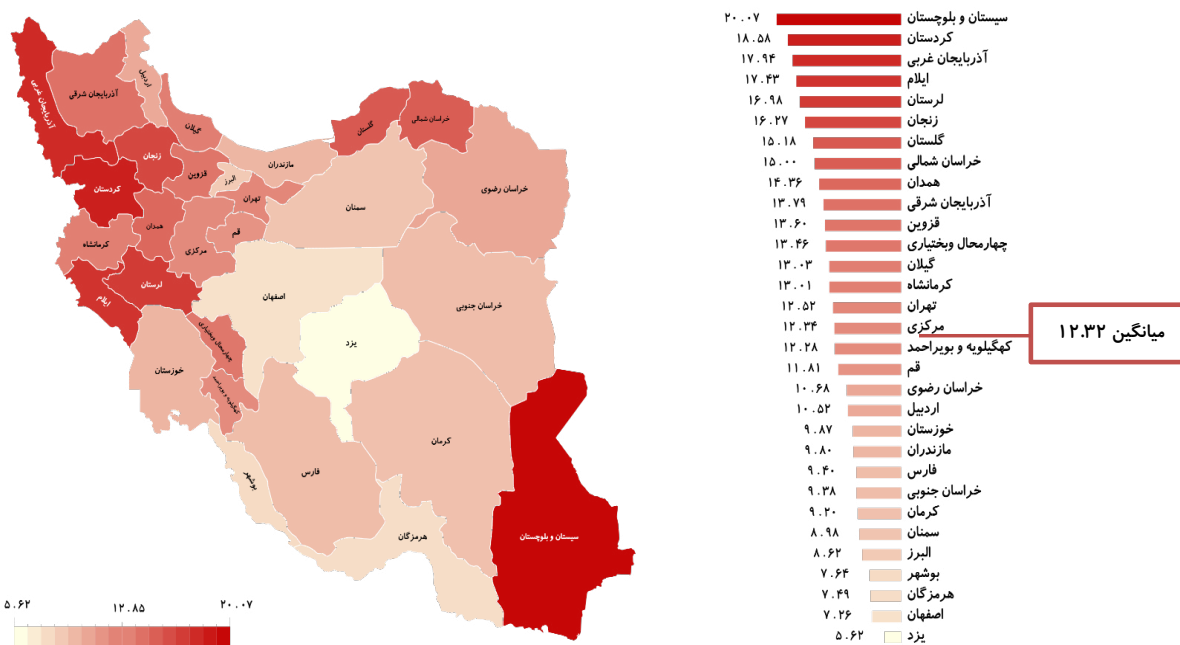 آذربایجان غربی
آذربایجان شرقی
اردبیل
گیلان
زنجان
کردستان
قزوین
البرز
مازندران
گلستان
خراسان شمالی
خراسان رضوی
سمنان
تهران
قم
مرکزی
همدان
کرمانشاه
لرستان
ایلام
اصفهان
یزد
خراسان جنوبی
خوزستان
چهارمحال وبختیاری
کهگیلویه و بویراحمد
فارس
کرمان
بوشهر
هرمزگان
سیستان و بلوچستان
۵.۶۲ ۱۲.۸۵ ۲۰.۰۷
سیستان و بلوچستان ۲۰.۰۷
کردستان ۱۸.۵۸
آذربایجان غربی ۱۷.۹۴
ایلام ۱۷.۴۳
لرستان ۱۶.۹۸
زنجان ۱۶.۲۷
گلستان ۱۵.۱۸
خراسان شمالی ۱۵.۰۰
همدان ۱۴.۳۶
آذربایجان شرقی ۱۳.۷۹
قزوین ۱۳.۶۰
چهارمحال وبختیاری ۱۳.۴۶
گیلان ۱۳.۰۳
کرمانشاه ۱۳.۰۱
تهران ۱۲.۵۲
مرکزی ۱۲.۳۴
کهگیلویه و بویراحمد ۱۲.۲۸
قم ۱۱.۸۱
خراسان رضوی ۱۰.۶۸
اردبیل ۱۰.۵۲
خوزستان ۹.۸۷
مازندران ۹.۸۰
فارس ۹.۴۰
خراسان جنوبی ۹.۳۸
کرمان ۹.۲۰
سمنان ۸.۹۸
البرز ۸.۶۲
بوشهر ۷.۶۴
هرمزگان ۷.۴۹
اصفهان ۷.۲۶
یزد ۵.۶۲
میانگین ۱۲.۳۲